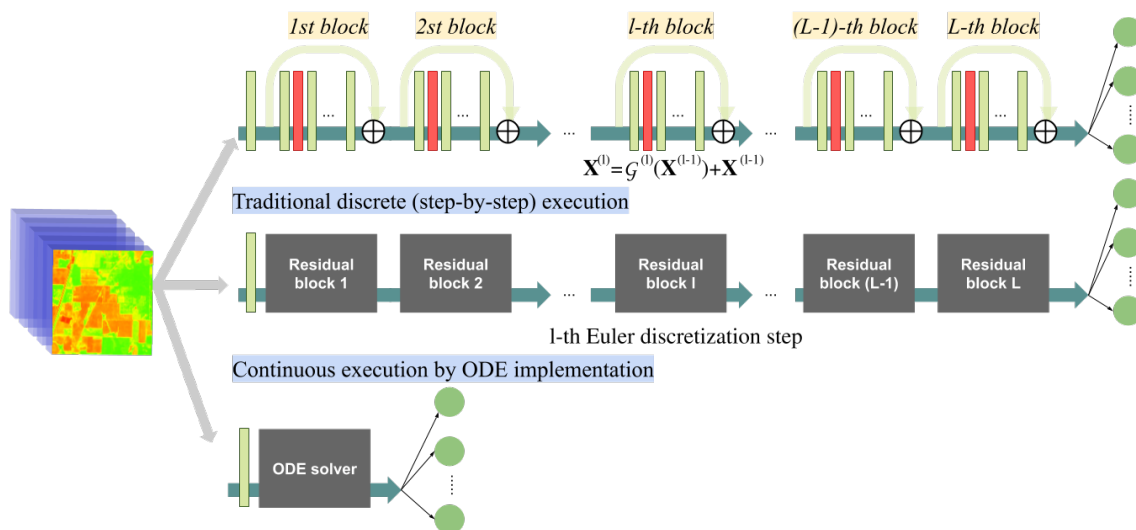 1st block
2st block
l-th block
(L-1)-th block
L-th block
...
...
...
...
...
...
...
X^(l)=G^(l)(X^(l-1))+X^(l-1)
Traditional discrete (step-by-step) execution
Residual block 1
Residual block 2
...
Residual block l
...
Residual block (L-1)
Residual block L
l-th Euler discretization step
Continuous execution by ODE implementation
ODE solver